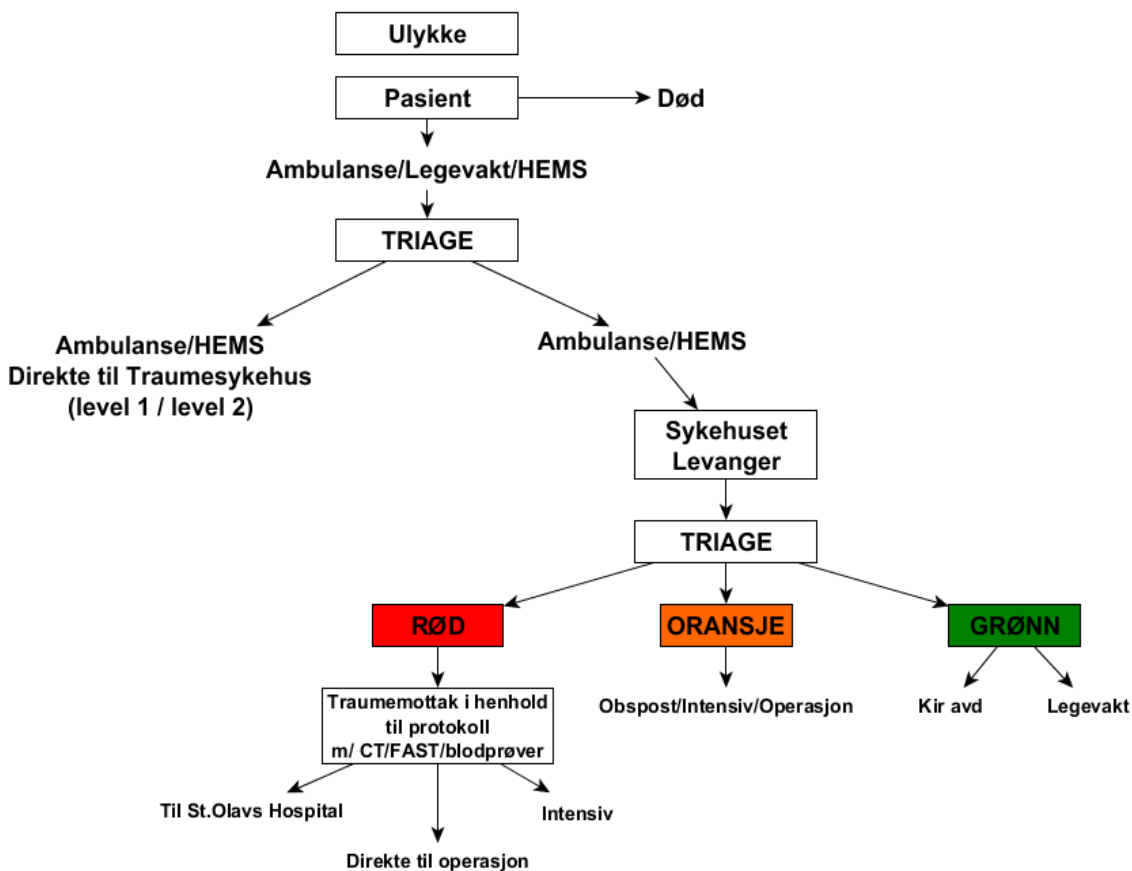 Ulykke
Pasient
Død
Ambulanse/Legevakt/HEMS
TRIAGE
Ambulanse/HEMS
Direkte til Traumesykehus
(level 1 / level 2)
Ambulanse/HEMS
Sykehuset
Levanger
TRIAGE
RØD
ORANSJE
GRØNN
Traumemottak i henhold
til protokoll
m/ CT/FAST/blodprøver
Obspost/Intensiv/Operasjon
Kir avd
Legevakt
Til St.Olavs Hospital
Intensiv
Direkte til operasjon